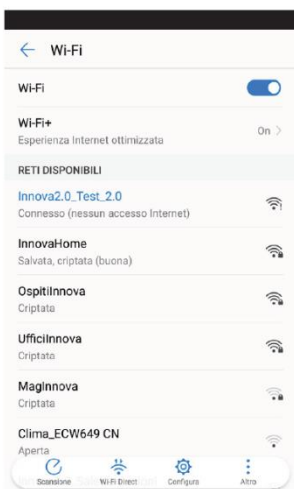 Wi-Fi
Wi-Fi
Wi-Fi+
Esperienza Internet ottimizzata
On
RETI DISPONIBILI
Innova2.0_Test_2.0
Connesso (nessun accesso Internet)
InnovaHome
Salvata, criptata (buona)
OspitiInnova
Criptata
UfficiInnova
Criptata
MagInnova
Criptata
Clima_ECW649 CN
Aperta
Scansione Wi-Fi Direct Configura Altro